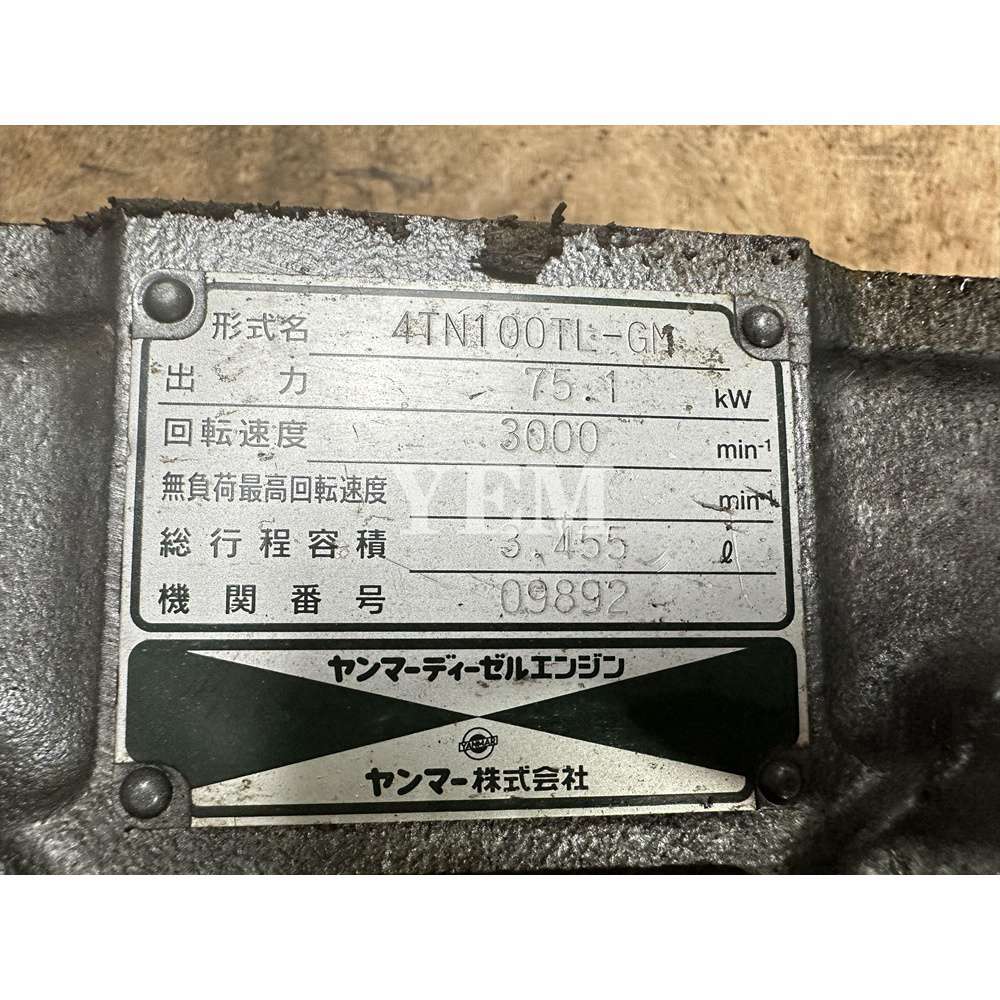 形式名 4TN100TL-GM
出力 75.1 kW
回転速度 3000 min-1
無負荷最高回転速度 min-1
総行程容積 3.455 ℓ
機関番号 09892
YEM
ヤンマーディーゼルエンジン
YANMAR
ヤンマー株式会社